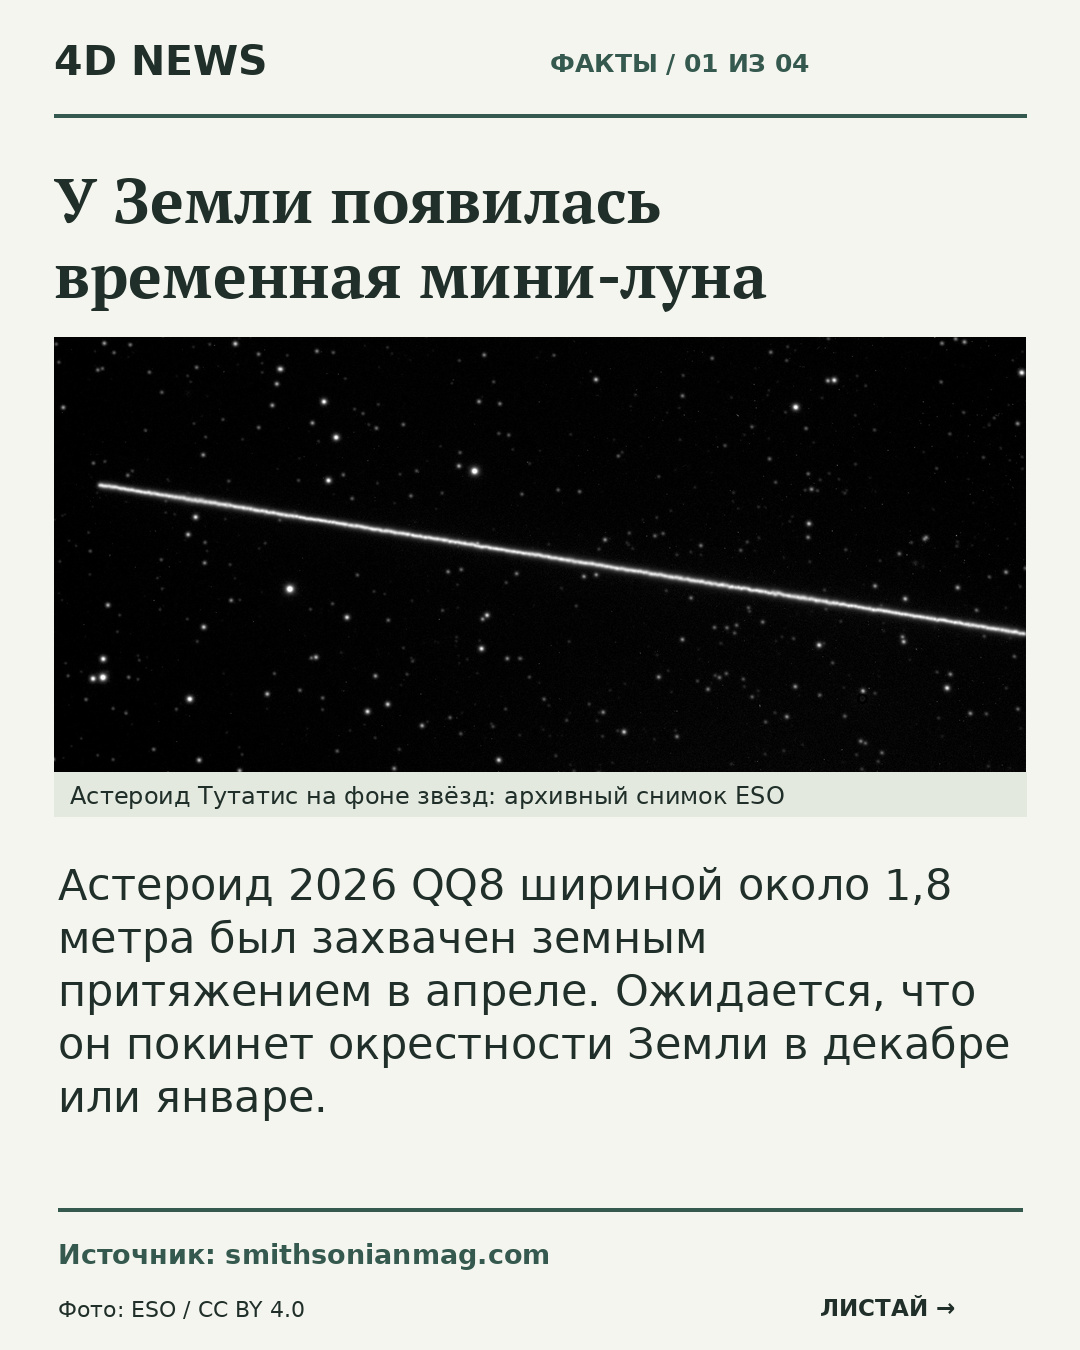 4D NEWS
ФАКТЫ / 01 ИЗ 04
У Земли появилась
временная мини-луна
Астероид Тутатис на фоне звёзд: архивный снимок ESO
Астероид 2026 QQ8 шириной около 1,8
метра был захвачен земным
притяжением в апреле. Ожидается, что
он покинет окрестности Земли в декабре
или январе.
Источник: smithsonianmag.com
Фото: ESO / CC BY 4.0
ЛИСТАЙ →